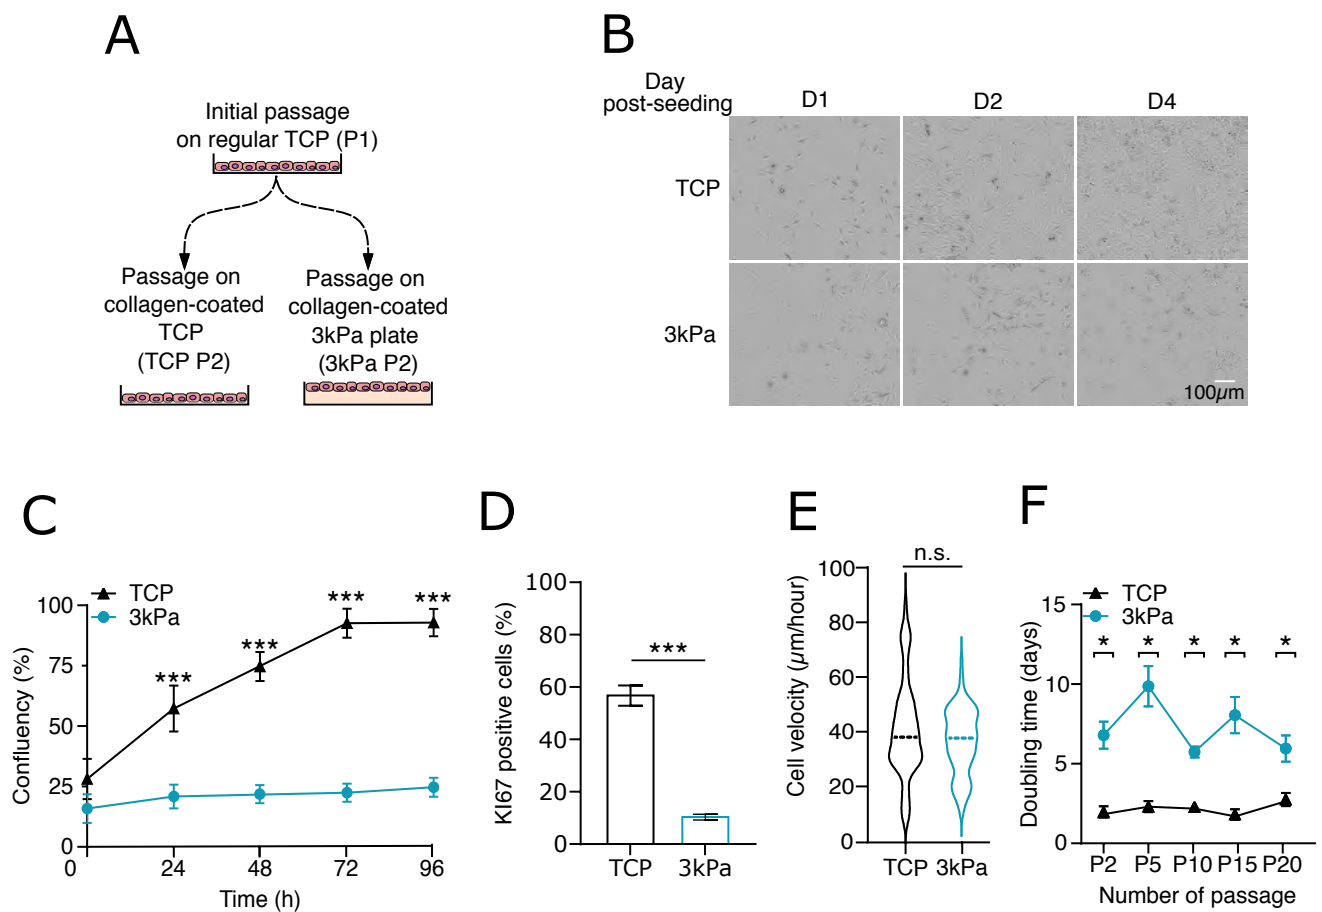 A
Initial passage
on regular TCP (P1)
Passage on
collagen-coated
TCP
(TCP P2)
Passage on
collagen-coated
3kPa plate
(3kPa P2)
B
Day
post-seeding
D1
D2
D4
TCP
3kPa
100µm
C
TCP
3kPa
Confluency (%)
100
75
50
25
0
***
***
***
***
0
24
48
72
96
Time (h)
D
KI67 positive cells (%)
100
80
60
40
20
0
***
TCP
3kPa
E
Cell velocity (µm/hour)
100
80
60
40
20
0
n.s.
TCP
3kPa
F
TCP
3kPa
Doubling time (days)
15
10
5
0
*
*
*
*
*
P2
P5
P10
P15
P20
Number of passage